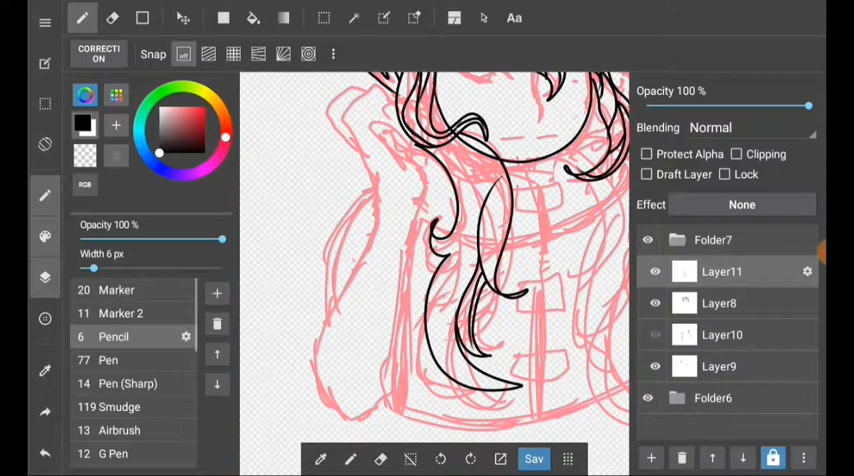 Aa
CORRECTI
ON
Snap
off
RGB
Opacity 100 %
Width 6 px
20 Marker
11 Marker 2
6 Pencil
77 Pen
14 Pen (Sharp)
119 Smudge
13 Airbrush
12 G Pen
Sav
Opacity 100 %
Blending Normal
Protect Alpha Clipping
Draft Layer Lock
Effect None
Folder7
Layer11
Layer8
Layer10
Layer9
Folder6